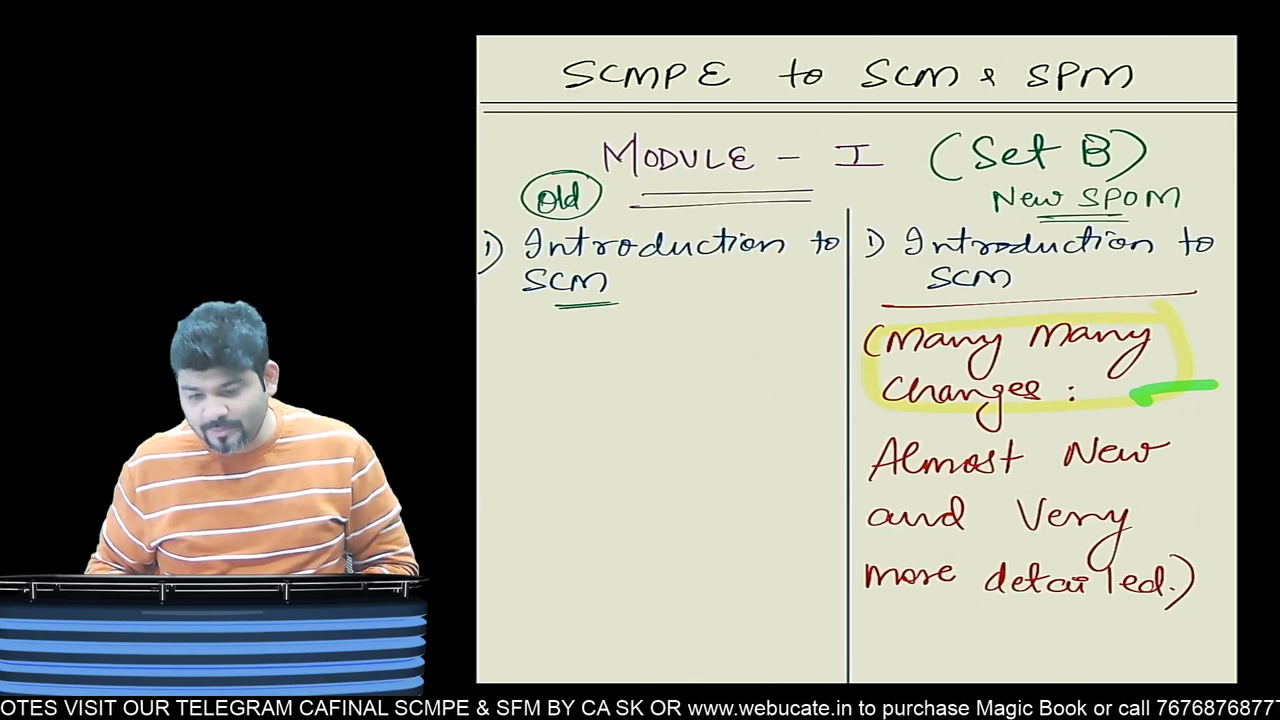 SCMPE to SCM & SPM
MODULE - I (Set B)
Old
New SPOM
1) Introduction to
SCM
1) Introduction to
SCM
(Many Many
Changes :
Almost New
and Very
more detailed.)
OTES VISIT OUR TELEGRAM CAFINAL SCMPE & SFM BY CA SK OR www.webucate.in to purchase Magic Book or call 76768768777